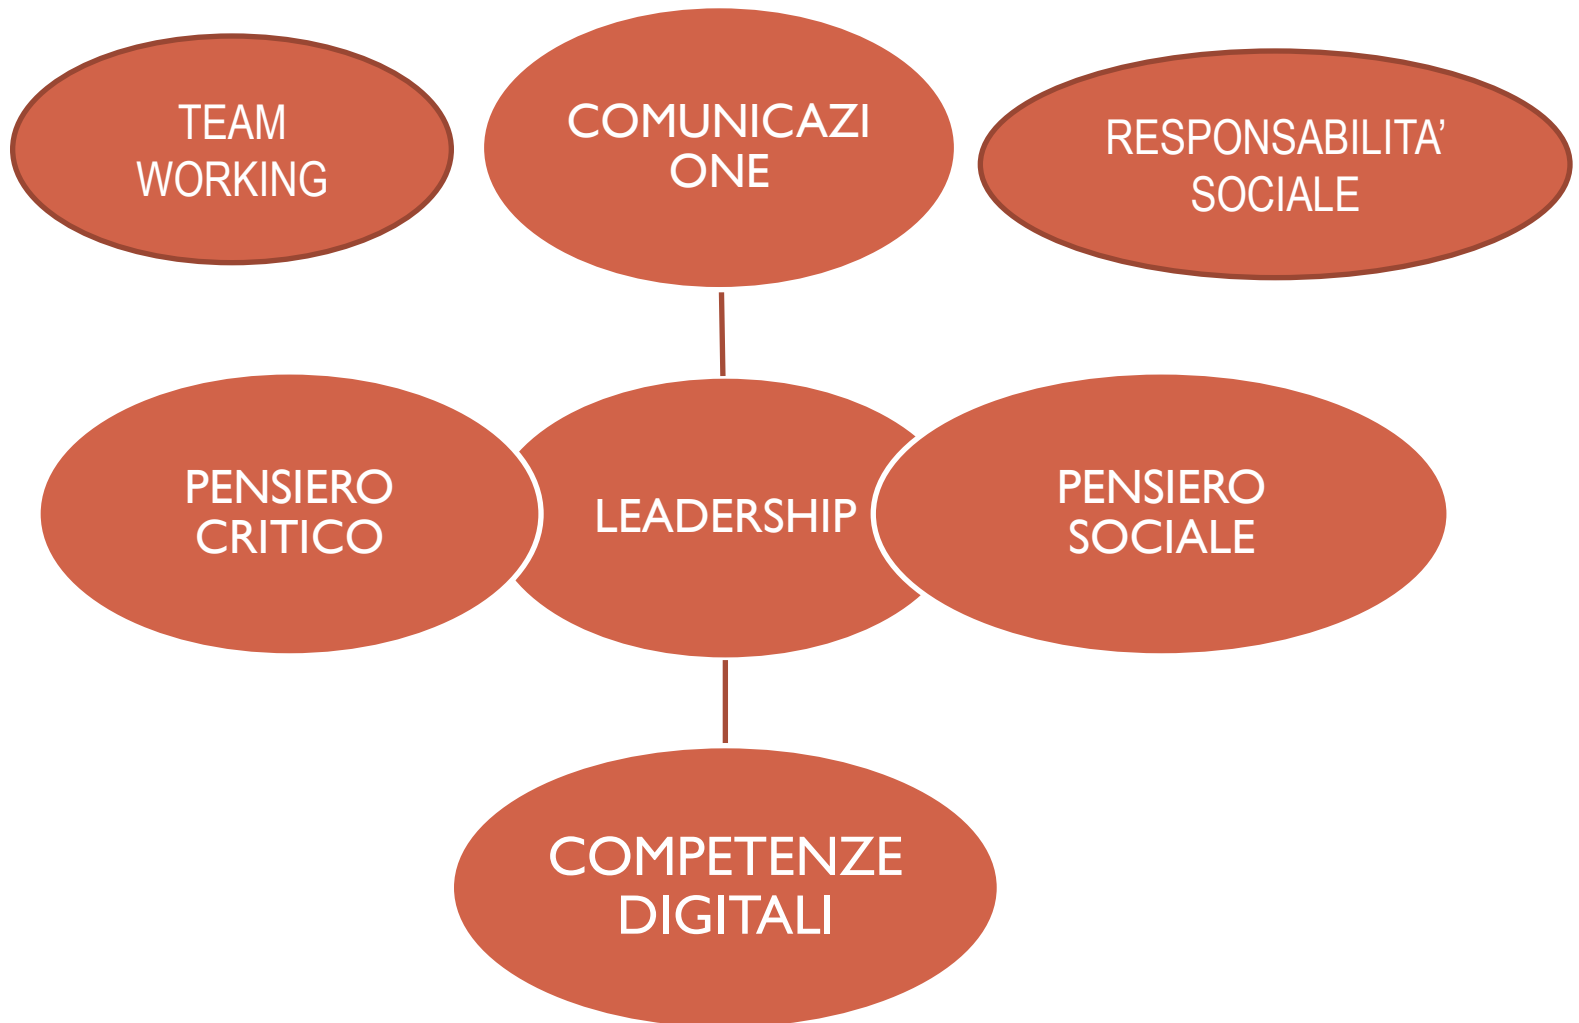 TEAM
WORKING
COMUNICAZI
ONE
RESPONSABILITA’
SOCIALE
PENSIERO
CRITICO
LEADERSHIP
PENSIERO
SOCIALE
COMPETENZE
DIGITALI